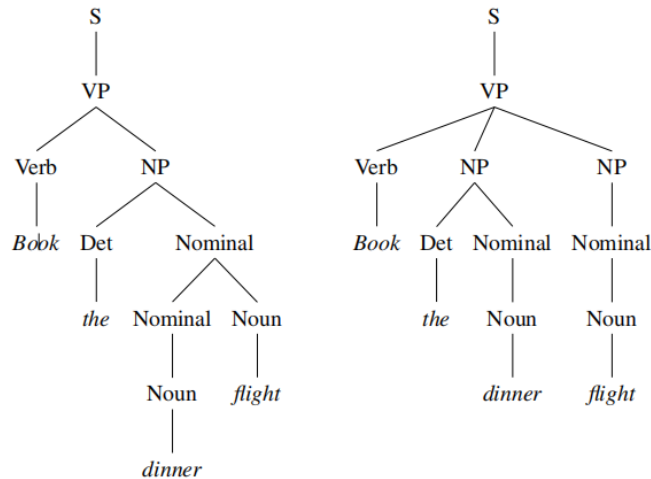 S S
VP VP
Verb NP Verb NP NP
Book Det Nominal Book Det Nominal Nominal
the Nominal Noun the Noun Noun
Noun flight dinner flight
dinner